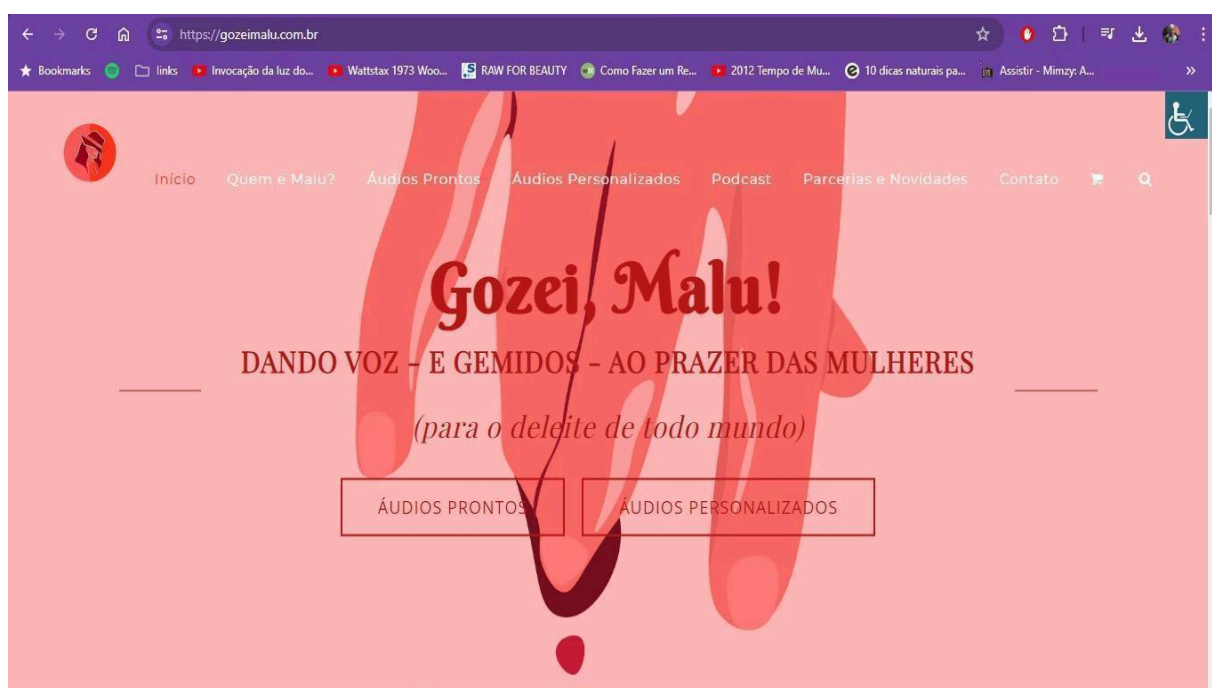 https://gozeimalu.com.br
Bookmarks links Invocação da luz do... Wattstax 1973 Woo... RAW FOR BEAUTY Como Fazer um Re... 2012 Tempo de Mu... 10 dicas naturais pa... Assistir - Mimzy: A... »
Início Quem é Malu? Áudios Prontos Áudios Personalizados Podcast Parcerias e Novidades Contato
Gozei, Malu!
DANDO VOZ – E GEMIDOS – AO PRAZER DAS MULHERES
(para o deleite de todo mundo)
ÁUDIOS PRONTOS ÁUDIOS PERSONALIZADOS